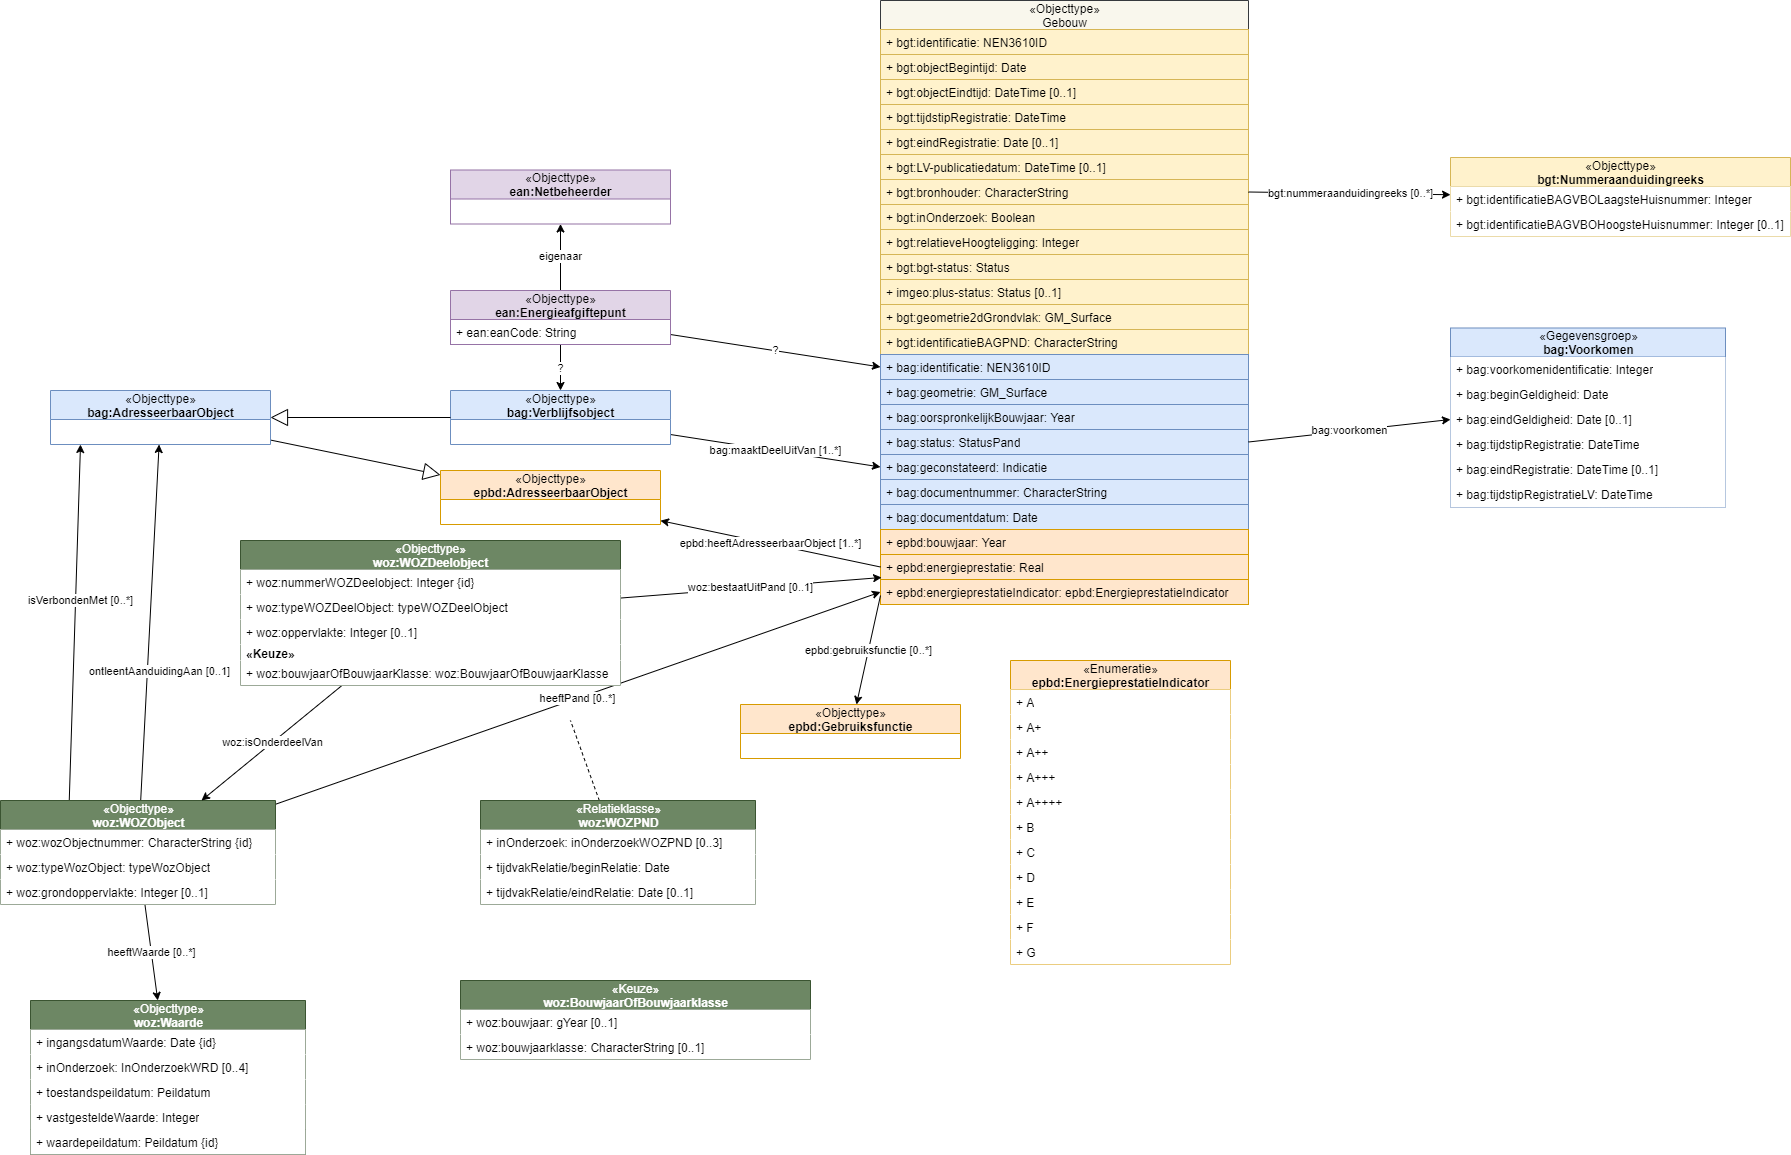 «Objecttype»
Gebouw
+ bgt:identificatie: NEN3610ID
+ bgt:objectBegintijd: Date
+ bgt:objectEindtijd: DateTime [0..1]
+ bgt:tijdstipRegistratie: DateTime
+ bgt:eindRegistratie: Date [0..1]
+ bgt:LV-publicatiedatum: DateTime [0..1]
+ bgt:bronhouder: CharacterString
+ bgt:inOnderzoek: Boolean
+ bgt:relatieveHoogteligging: Integer
+ bgt:bgt-status: Status
+ imgeo:plus-status: Status [0..1]
+ bgt:geometrie2dGrondvlak: GM_Surface
+ bgt:identificatieBAGPND: CharacterString
+ bag:identificatie: NEN3610ID
+ bag:geometrie: GM_Surface
+ bag:oorspronkelijkBouwjaar: Year
+ bag:status: StatusPand
+ bag:geconstateerd: Indicatie
+ bag:documentnummer: CharacterString
+ bag:documentdatum: Date
+ epbd:bouwjaar: Year
+ epbd:energieprestatie: Real
+ epbd:energieprestatieIndicator: epbd:EnergieprestatieIndicator
bgt:nummeraanduidingreeks [0..*]
«Objecttype»
bgt:Nummeraanduidingreeks
+ bgt:identificatieBAGVBOLaagsteHuisnummer: Integer
+ bgt:identificatieBAGVBOHoogsteHuisnummer: Integer [0..1]
bag:voorkomen
«Gegevensgroep»
bag:Voorkomen
+ bag:voorkomenidentificatie: Integer
+ bag:beginGeldigheid: Date
+ bag:eindGeldigheid: Date [0..1]
+ bag:tijdstipRegistratie: DateTime
+ bag:eindRegistratie: DateTime [0..1]
+ bag:tijdstipRegistratieLV: DateTime
«Objecttype»
ean:Netbeheerder
eigenaar
«Objecttype»
ean:Energieafgiftepunt
+ ean:eanCode: String
?
?
«Objecttype»
bag:AdresseerbaarObject
«Objecttype»
bag:Verblijfsobject
bag:maaktDeelUitVan [1..*]
«Objecttype»
epbd:AdresseerbaarObject
epbd:heeftAdresseerbaarObject [1..*]
«Objecttype»
woz:WOZDeelobject
+ woz:nummerWOZDeelobject: Integer {id}
+ woz:typeWOZDeelObject: typeWOZDeelObject
+ woz:oppervlakte: Integer [0..1]
«Keuze»
+ woz:bouwjaarOfBouwjaarKlasse: woz:BouwjaarOfBouwjaarKlasse
woz:bestaatUitPand [0..1]
isVerbondenMet [0..*]
ontleentAanduidingAan [0..1]
heeftPand [0..*]
woz:isOnderdeelVan
epbd:gebruiksfunctie [0..*]
«Objecttype»
epbd:Gebruiksfunctie
«Enumeratie»
epbd:EnergieprestatieIndicator
+ A
+ A+
+ A++
+ A+++
+ A++++
+ B
+ C
+ D
+ E
+ F
+ G
«Objecttype»
woz:WOZObject
+ woz:wozObjectnummer: CharacterString {id}
+ woz:typeWozObject: typeWozObject
+ woz:grondoppervlakte: Integer [0..1]
«Relatieklasse»
woz:WOZPND
+ inOnderzoek: inOnderzoekWOZPND [0..3]
+ tijdvakRelatie/beginRelatie: Date
+ tijdvakRelatie/eindRelatie: Date [0..1]
heeftWaarde [0..*]
«Objecttype»
woz:Waarde
+ ingangsdatumWaarde: Date {id}
+ inOnderzoek: InOnderzoekWRD [0..4]
+ toestandspeildatum: Peildatum
+ vastgesteldeWaarde: Integer
+ waardepeildatum: Peildatum {id}
«Keuze»
woz:BouwjaarOfBouwjaarklasse
+ woz:bouwjaar: gYear [0..1]
+ woz:bouwjaarklasse: CharacterString [0..1]